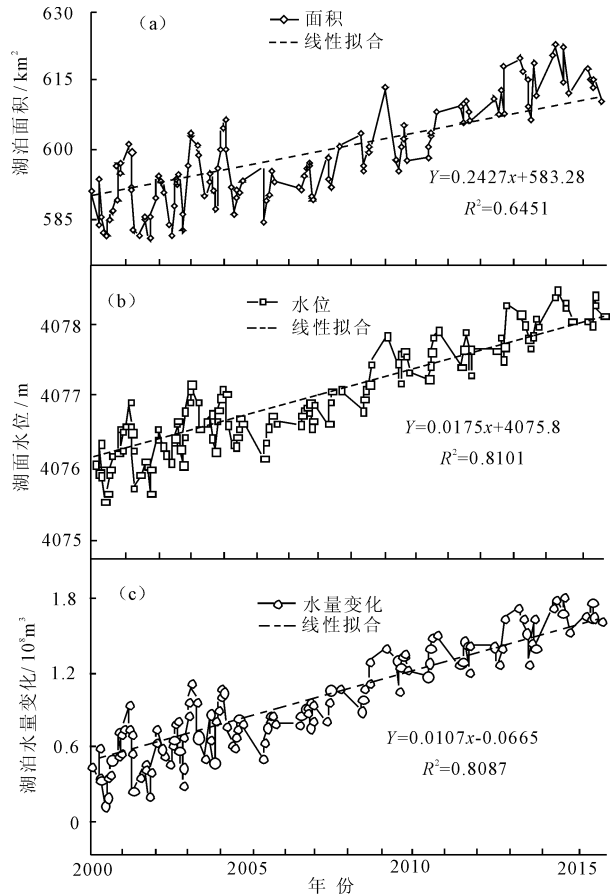 630
(a)
面积
线性拟合
615
600
585
湖泊面积/km²
Y=0.2427x+583.28
R²=0.6451
(b)
水位
线性拟合
4078
4077
4076
4075
湖面水位/m
Y=0.0175x+4075.8
R²=0.8101
(c)
水量变化
线性拟合
1.8
1.2
0.6
0
湖泊水量变化/10⁸m³
Y=0.0107x-0.0665
R²=0.8087
2000
2005
2010
2015
年 份